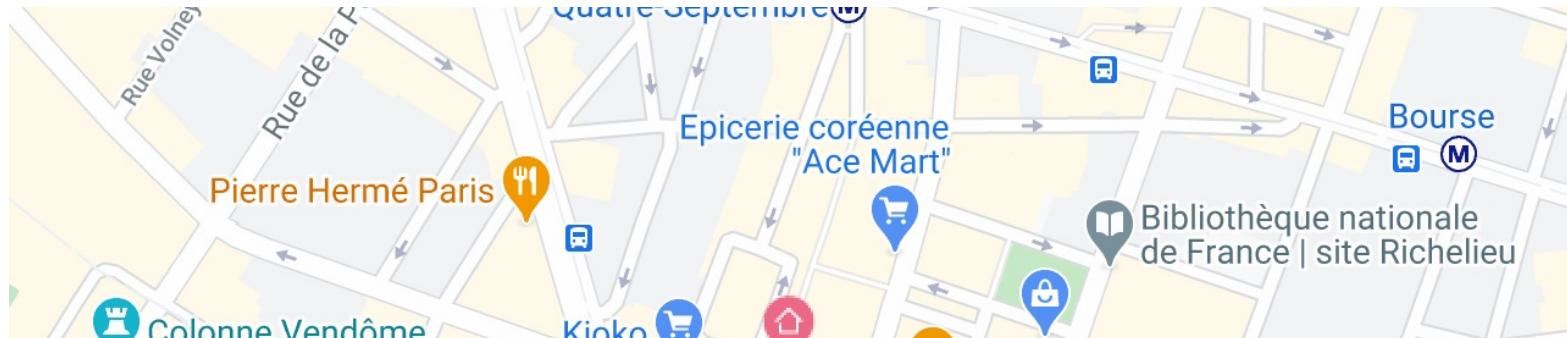 Quatre-Septembre M
Rue Volney
Rue de la P
Epicerie coréenne
"Ace Mart"
Bourse
M
Pierre Hermé Paris
Bibliothèque nationale
de France | site Richelieu
Colonne Vendôme
Kioko